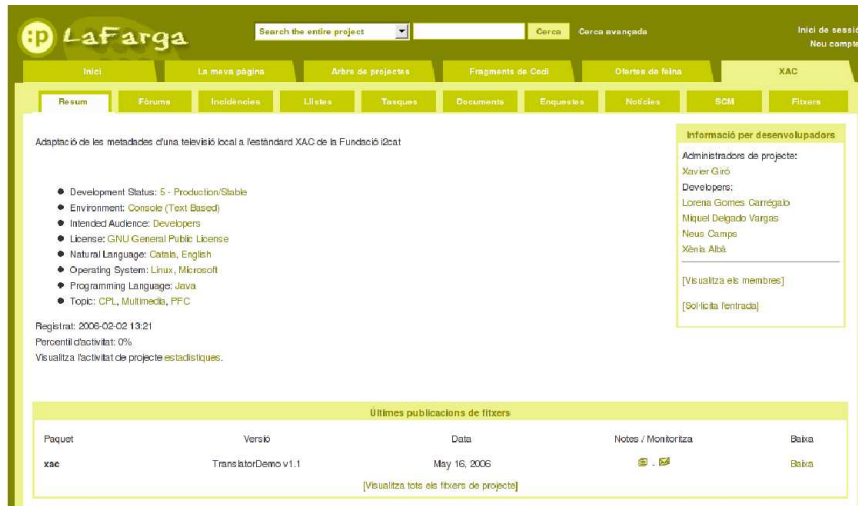 :p LaFarga
Search the entire project Cerca Cerca avançada
Inici de sessió
Nou compte
Inici La meva pàgina Arbre de projectes Fragments de Codi Ofertes de feina XAC
Resum Fòrums Incidències Llistes Tasques Documents Enquestes Notícies SCM Fitxers
Adaptació de les metadades d'una televisió local a l'estàndard XAC de la Fundació i2cat
Development Status: 5 - Production/Stable
Environment: Console (Text Based)
Intended Audience: Developers
License: GNU General Public License
Natural Language: Catala, English
Operating System: Linux, Microsoft
Programming Language: Java
Topic: CPL, Multimedia, PFC
Registrat: 2006-02-02 13:21
Percentil d'activitat: 0%
Visualitza l'activitat de projecte estadístiques.
Informació per desenvolupadors
Administradors de projecte:
Xavier Giró
Developers:
Lorena Gomes Carrégalo
Miquel Delgado Vargas
Neus Camps
Xènia Albà
[Visualitza els membres]
[Sol·licita l'entrada]
Últimes publicacions de fitxers
Paquet Versió Data Notes / Monitoritza Baixa
xac TranslatorDemo v1.1 May 16, 2006 - Baixa
[Visualitza tots els fitxers de projecte]